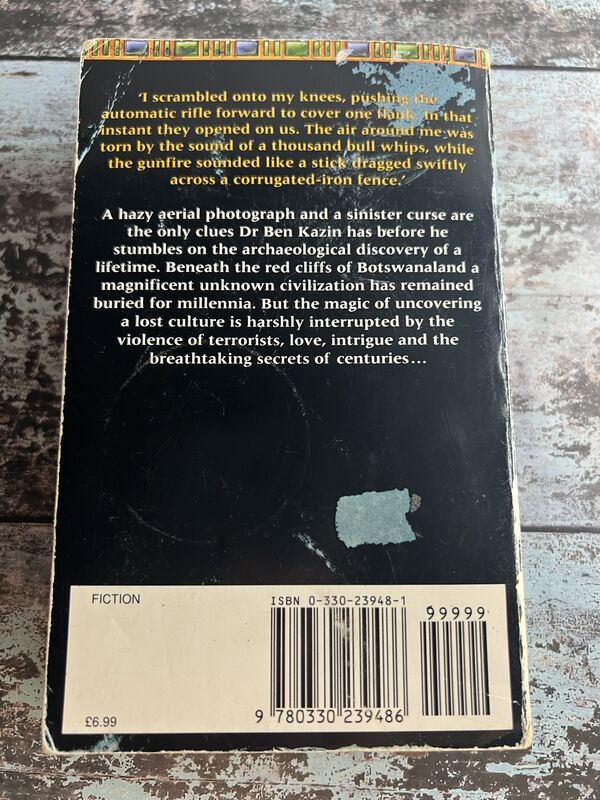 'I scrambled onto my knees, pushing the
automatic rifle forward to cover one flank. In that
instant they opened on us. The air around me was
torn by the sound of a thousand bull whips, while
the gunfire sounded like a stick dragged swiftly
across a corrugated-iron fence.'
A hazy aerial photograph and a sinister curse are
the only clues Dr Ben Kazin has before he
stumbles on the archaeological discovery of a
lifetime. Beneath the red cliffs of Botswanaland a
magnificent unknown civilization has remained
buried for millennia. But the magic of uncovering
a lost culture is harshly interrupted by the
violence of terrorists, love, intrigue and the
breathtaking secrets of centuries...
FICTION
ISBN 0-330-23948-1
99999
£6.99
9 780330 239486